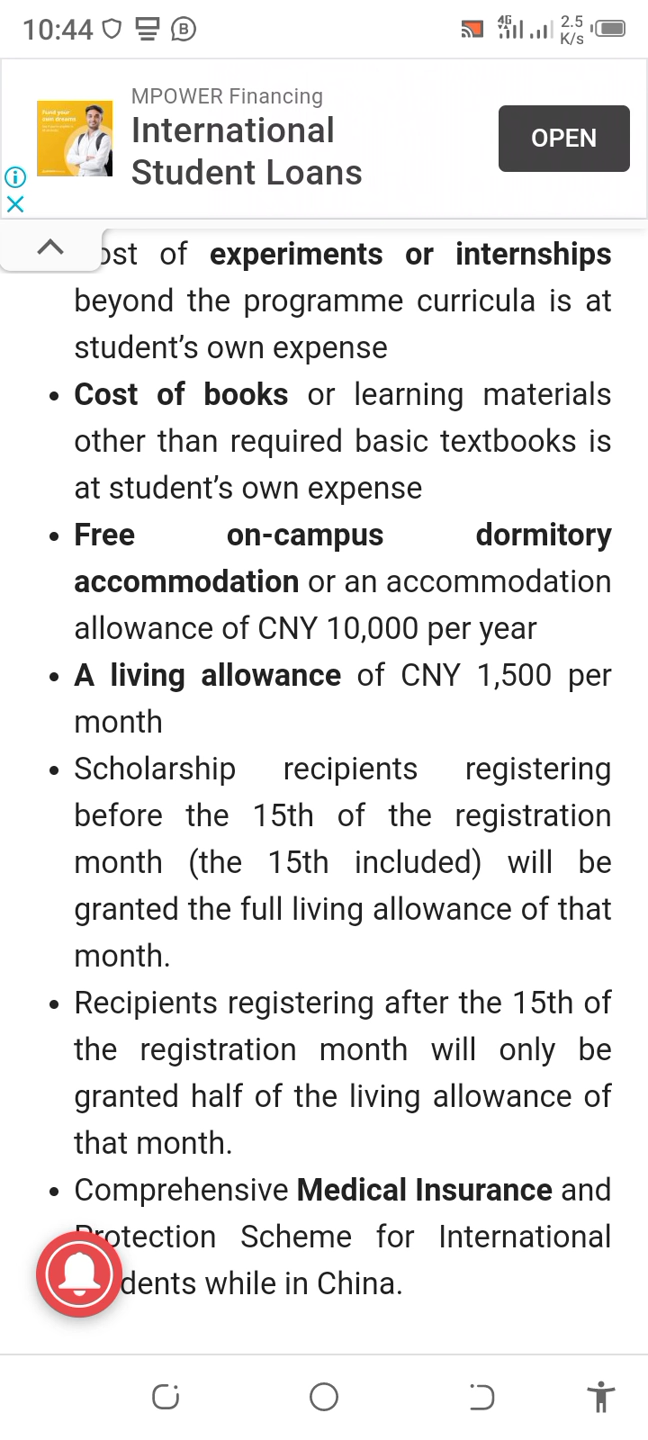 10:44
4G
2.5
K/s
MPOWER Financing
International
Student Loans
OPEN
ost of experiments or internships
beyond the programme curricula is at
student's own expense
• Cost of books or learning materials
other than required basic textbooks is
at student's own expense
• Free on-campus dormitory
accommodation or an accommodation
allowance of CNY 10,000 per year
• A living allowance of CNY 1,500 per
month
• Scholarship recipients registering
before the 15th of the registration
month (the 15th included) will be
granted the full living allowance of that
month.
• Recipients registering after the 15th of
the registration month will only be
granted half of the living allowance of
that month.
• Comprehensive Medical Insurance and
Protection Scheme for International
dents while in China.